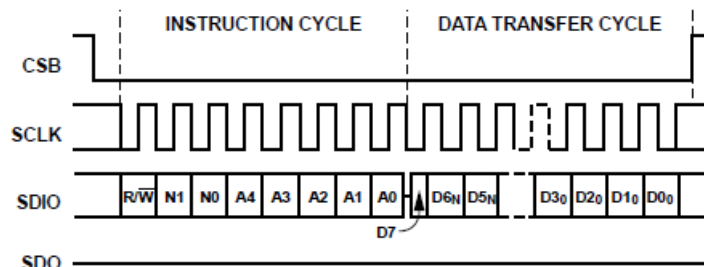 INSTRUCTION CYCLE DATA TRANSFER CYCLE
CSB
SCLK
SDIO R/W̅ N1 N0 A4 A3 A2 A1 A0 D6N D5N D30 D20 D10 D00
D7
SDO